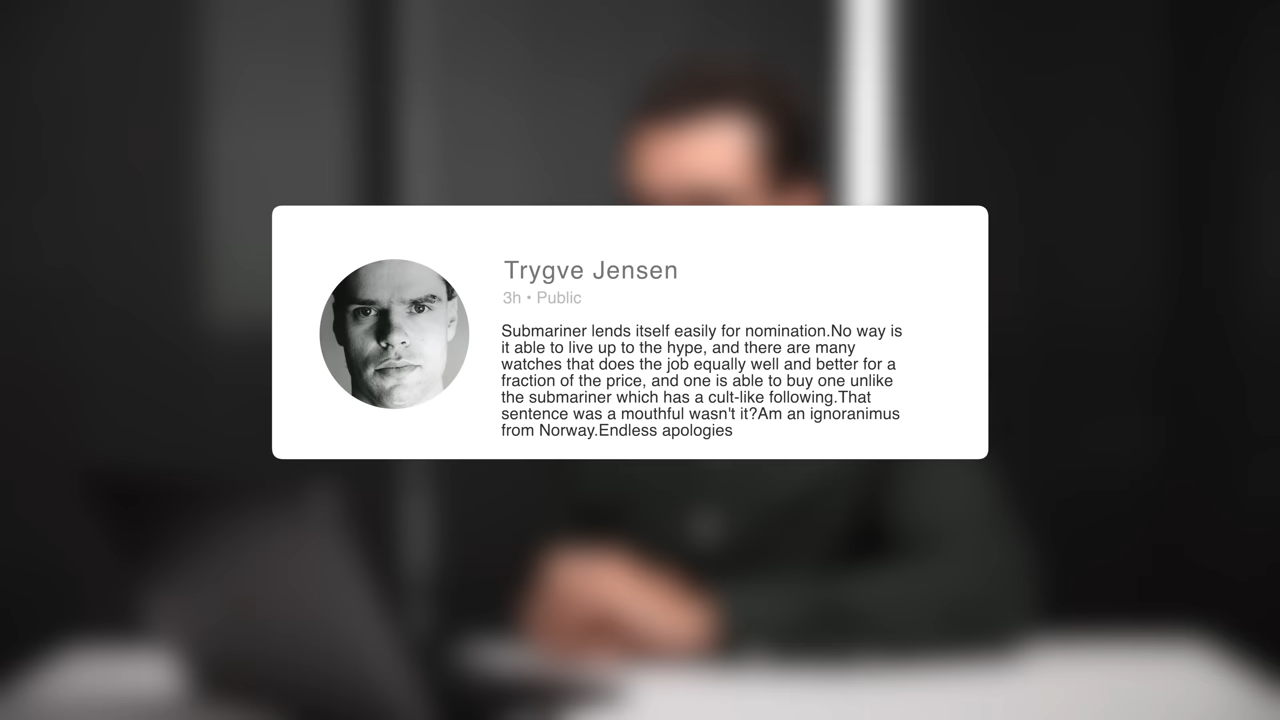 Trygve Jensen
3h • Public
Submariner lends itself easily for nomination.No way is
it able to live up to the hype, and there are many
watches that does the job equally well and better for a
fraction of the price, and one is able to buy one unlike
the submariner which has a cult-like following.That
sentence was a mouthful wasn't it?Am an ignoranimus
from Norway.Endless apologies